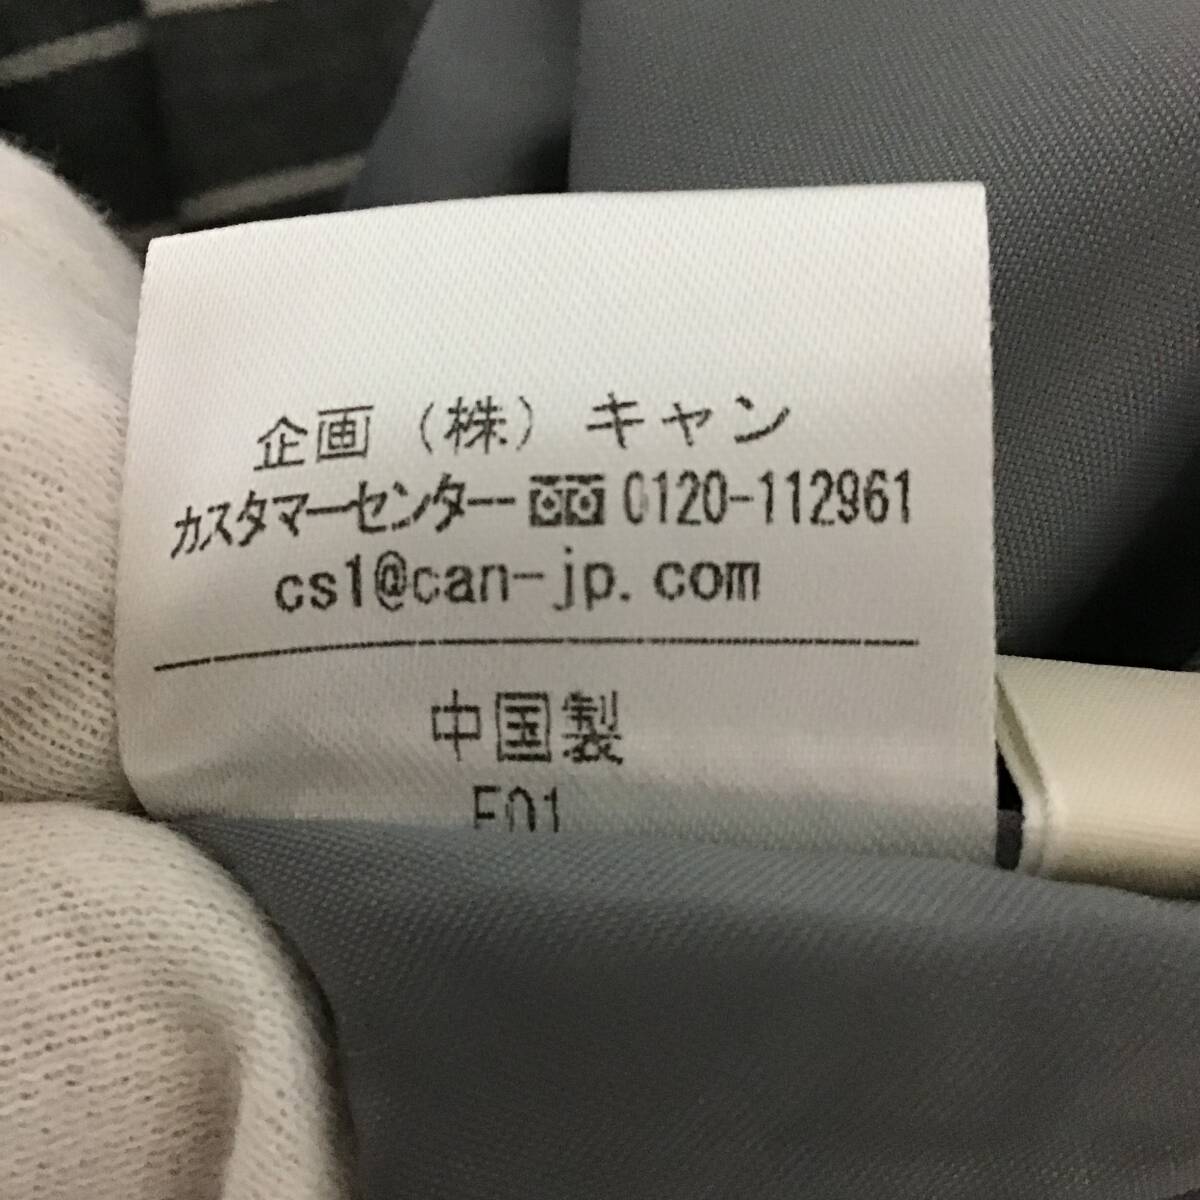 企画（株）キャン
カスタマーセンター 0120-112961
cs1@can-jp.com
中国製